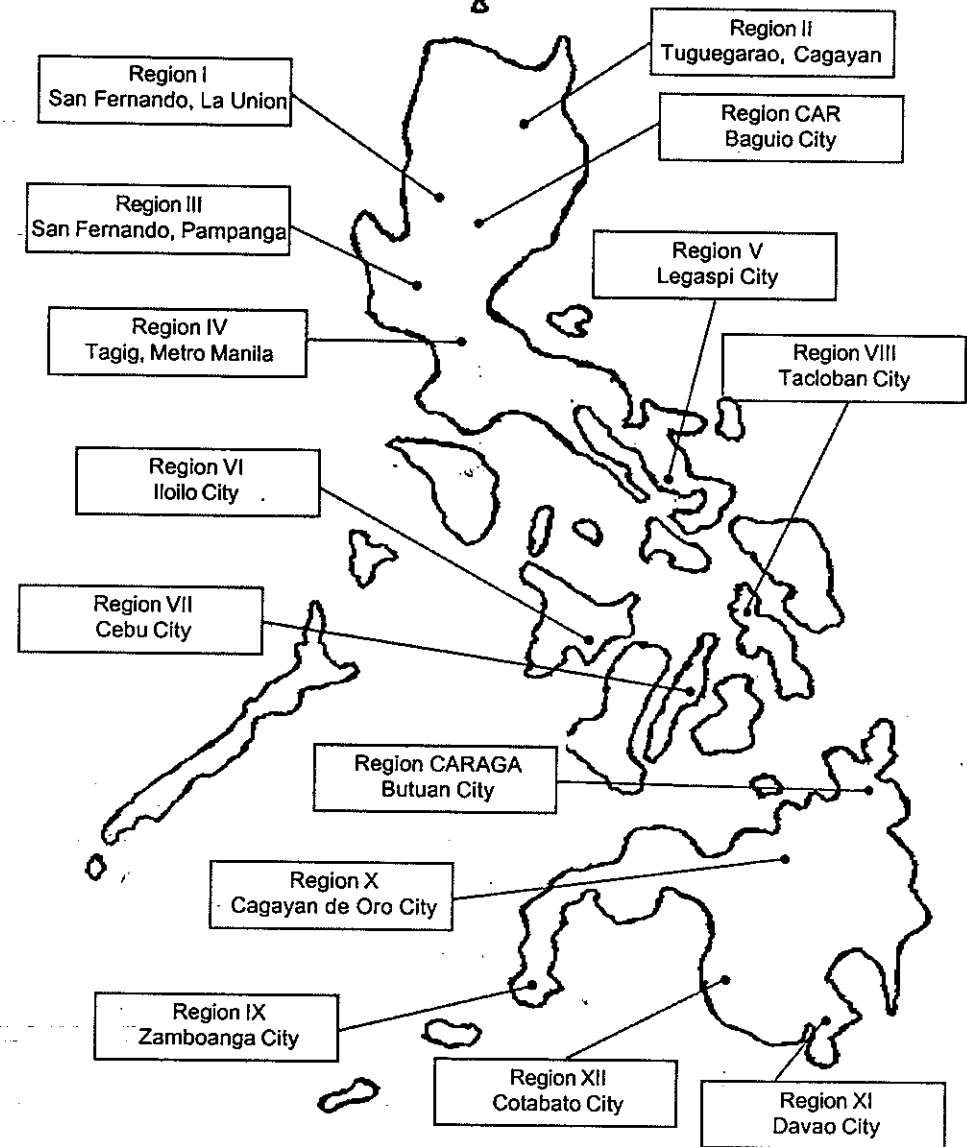 Region II
Tuguegarao, Cagayan
Region I
San Fernando, La Union
Region CAR
Baguio City
Region III
San Fernando, Pampanga
Region V
Legaspi City
Region IV
Tagig, Metro Manila
Region VIII
Tacloban City
Region VI
Iloilo City
Region VII
Cebu City
Region CARAGA
Butuan City
Region X
Cagayan de Oro City
Region IX
Zamboanga City
Region XII
Cotabato City
Region XI
Davao City